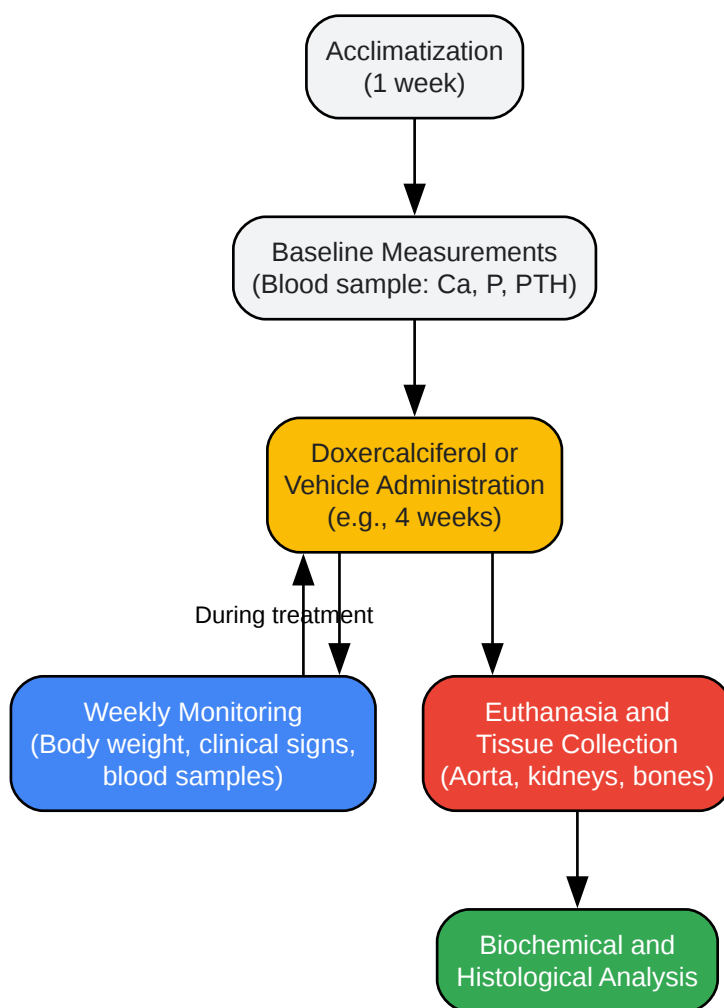 Acclimatization
(1 week)
Baseline Measurements
(Blood sample: Ca, P, PTH)
Doxercalciferol or
Vehicle Administration
(e.g., 4 weeks)
During treatment
Weekly Monitoring
(Body weight, clinical signs,
blood samples)
Euthanasia and
Tissue Collection
(Aorta, kidneys, bones)
Biochemical and
Histological Analysis